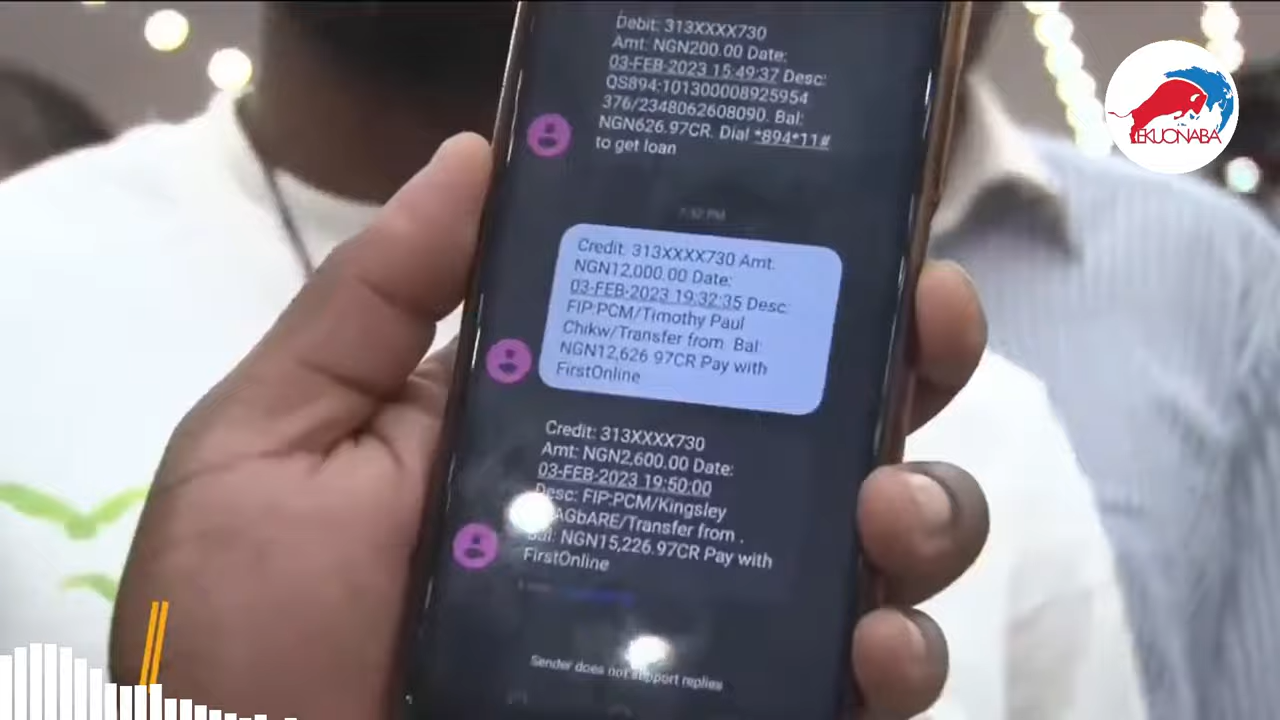 Debit: 313XXXX730
Amt: NGN200.00 Date:
03-FEB-2023 15:49:37 Desc:
QS894:101300008925954
376/2348062608090. Bal:
NGN626.97CR. Dial *894*11#
to get loan
7:32 PM
Credit: 313XXXX730 Amt:
NGN12,000.00 Date:
03-FEB-2023 19:32:35 Desc:
FIP:PCM/Timothy Paul
Chikw/Transfer from Bal:
NGN12,626.97CR Pay with
FirstOnline
Credit: 313XXXX730
Amt: NGN2,600.00 Date:
03-FEB-2023 19:50:00
Desc: FIP:PCM/Kingsley
AGbARE/Transfer from .
Bal: NGN15,226.97CR Pay with
FirstOnline
Sender does not support replies
EKUONABA